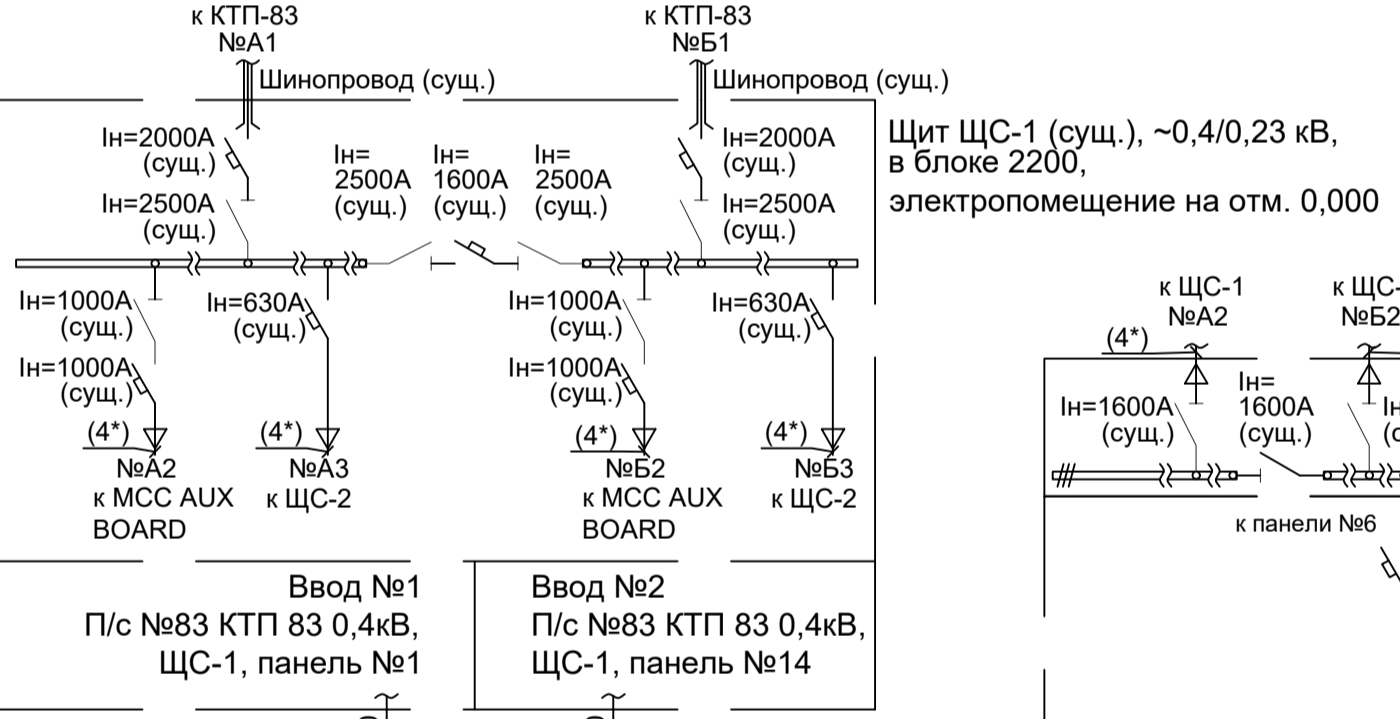 к КТП-83
№А1
Шинопровод (сущ.)
к КТП-83
№Б1
Шинопровод (сущ.)
Iн=2000А
(сущ.)
Iн=2500А
(сущ.)
Iн=
2500А
(сущ.)
Iн=
1600А
(сущ.)
Iн=
2500А
(сущ.)
Iн=2000А
(сущ.)
Iн=2500А
(сущ.)
Щит ЩС-1 (сущ.), ~0,4/0,23 кВ,
в блоке 2200,
электропомещение на отм. 0,000
Iн=1000А
(сущ.)
Iн=1000А
(сущ.)
(4*)
№А2
к МСС AUX
BOARD
Iн=630А
(сущ.)
(4*)
№А3
к ЩС-2
Iн=1000А
(сущ.)
Iн=1000А
(сущ.)
(4*)
№Б2
к МСС AUX
BOARD
Iн=630А
(сущ.)
(4*)
№Б3
к ЩС-2
к ЩС-1
№А2
(4*)
к ЩС-
№Б2
Iн=1600А
(сущ.)
Iн=
1600А
(сущ.)
к панели №6
Ввод №1
П/с №83 КТП 83 0,4кВ,
ЩС-1, панель №1
Ввод №2
П/с №83 КТП 83 0,4кВ,
ЩС-1, панель №14